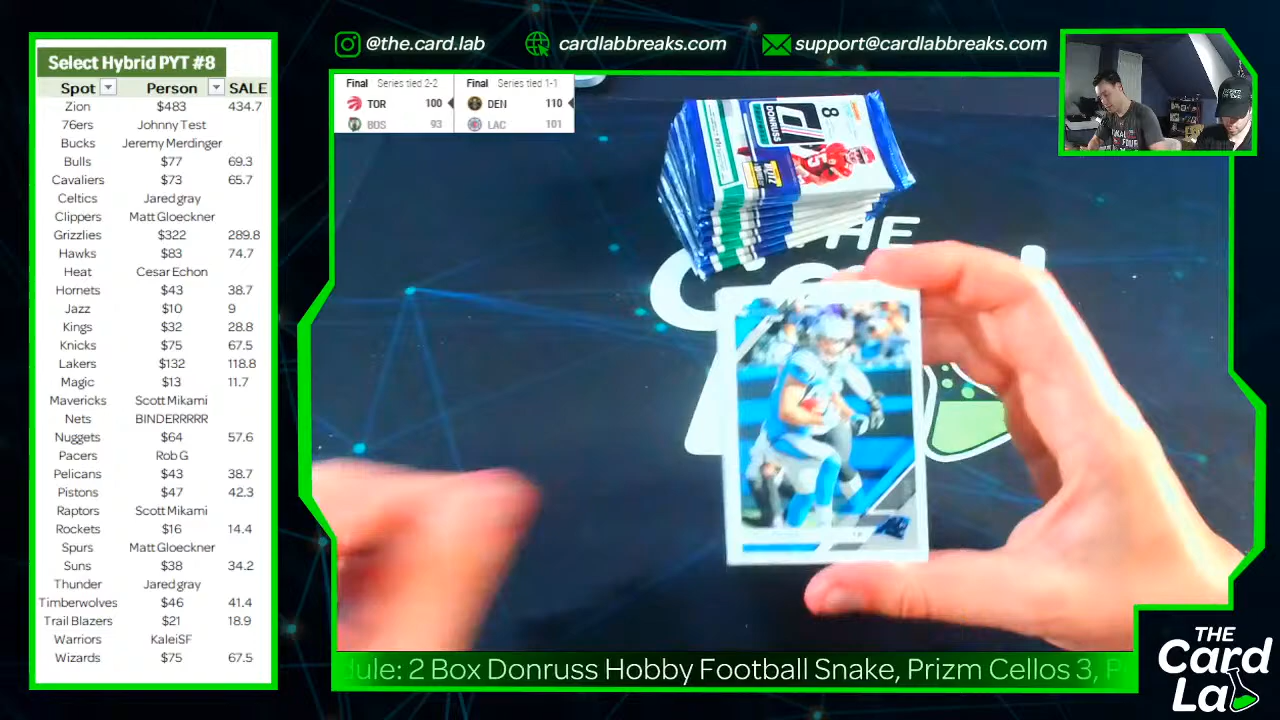 @the.card.lab
cardlabbreaks.com
support@cardlabbreaks.com
Select Hybrid PYT #8
Spot Person SALE
Zion $483 434.7
76ers Johnny Test
Bucks Jeremy Merdinger
Bulls $77 69.3
Cavaliers $73 65.7
Celtics Jared gray
Clippers Matt Gloeckner
Grizzlies $322 289.8
Hawks $83 74.7
Heat Cesar Echon
Hornets $43 38.7
Jazz $10 9
Kings $32 28.8
Knicks $75 67.5
Lakers $132 118.8
Magic $13 11.7
Mavericks Scott Mikami
Nets BINDERRRRR
Nuggets $64 57.6
Pacers Rob G
Pelicans $43 38.7
Pistons $47 42.3
Raptors Scott Mikami
Rockets $16 14.4
Spurs Matt Gloeckner
Suns $38 34.2
Thunder Jared gray
Timberwolves $46 41.4
Trail Blazers $21 18.9
Warriors KaleiSF
Wizards $75 67.5
Final Series tied 2-2
TOR 100
BOS 93
Final Series tied 1-1
DEN 110
LAC 101
8
DONRUSS
THE
dule: 2 Box Donruss Hobby Football Snake, Prizm Cellos 3, P
THE
Card
Lab